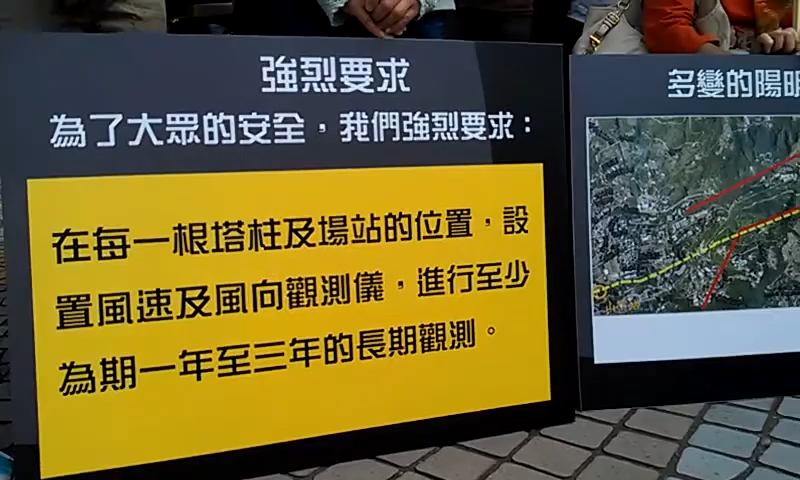 強烈要求
為了大眾的安全，我們強烈要求：
在每一根塔柱及場站的位置，設
置風速及風向觀測儀，進行至少
為期一年至三年的長期觀測。
多變的陽明